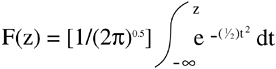 F(z) = [1/(2π)^0.5] ∫_{-∞}^{z} e^{-(½)t²} dt